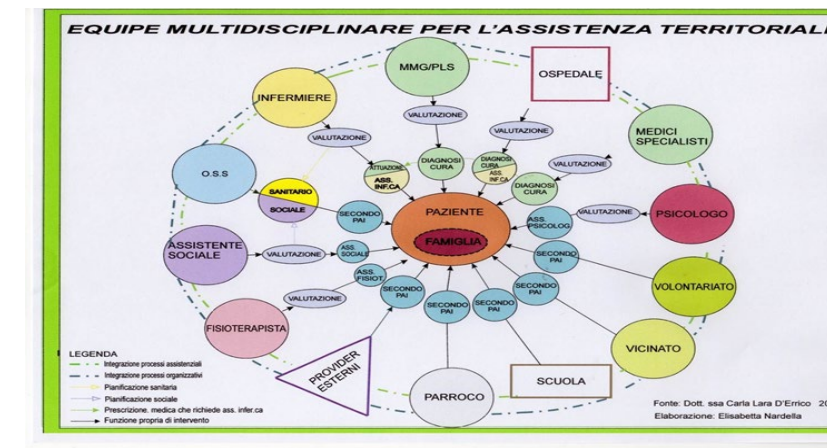 EQUIPE MULTIDISCIPLINARE PER L'ASSISTENZA TERRITORIALE
MMG/PLS
OSPEDALE
INFERMIERE
VALUTAZIONE
VALUTAZIONE
VALUTAZIONE
MEDICI
SPECIALISTI
O.S.S
ATTUAZIONE
ASS.
INF.CA
DIAGNOSI
CURA
DIAGNOSI
CURA
ASS.
INF.CA
VALUTAZIONE
DIAGNOSI
CURA
SANITARIO
SOCIALE
SECONDO
PAI
PAZIENTE
FAMIGLIA
ASS.
PSICOLOG.
VALUTAZIONE
PSICOLOGO
ASSISTENTE
SOCIALE
VALUTAZIONE
ASS.
SOCIALE
SECONDO
PAI
ASS.
FISIOT.
VALUTAZIONE
SECONDO
PAI
SECONDO
PAI
SECONDO
PAI
SECONDO
PAI
VOLONTARIATO
FISIOTERAPISTA
VICINATO
PROVIDER
ESTERNI
PARROCO
SCUOLA
LEGENDA
Integrazione processi assistenziali
Integrazione processi organizzativi
Pianificazione sanitaria
Pianificazione sociale
Prescrizione. medica che richiede ass. infer.ca
Funzione propria di intervento
Fonte: Dott. ssa Carla Lara D'Errico 20
Elaborazione: Elisabetta Nardella